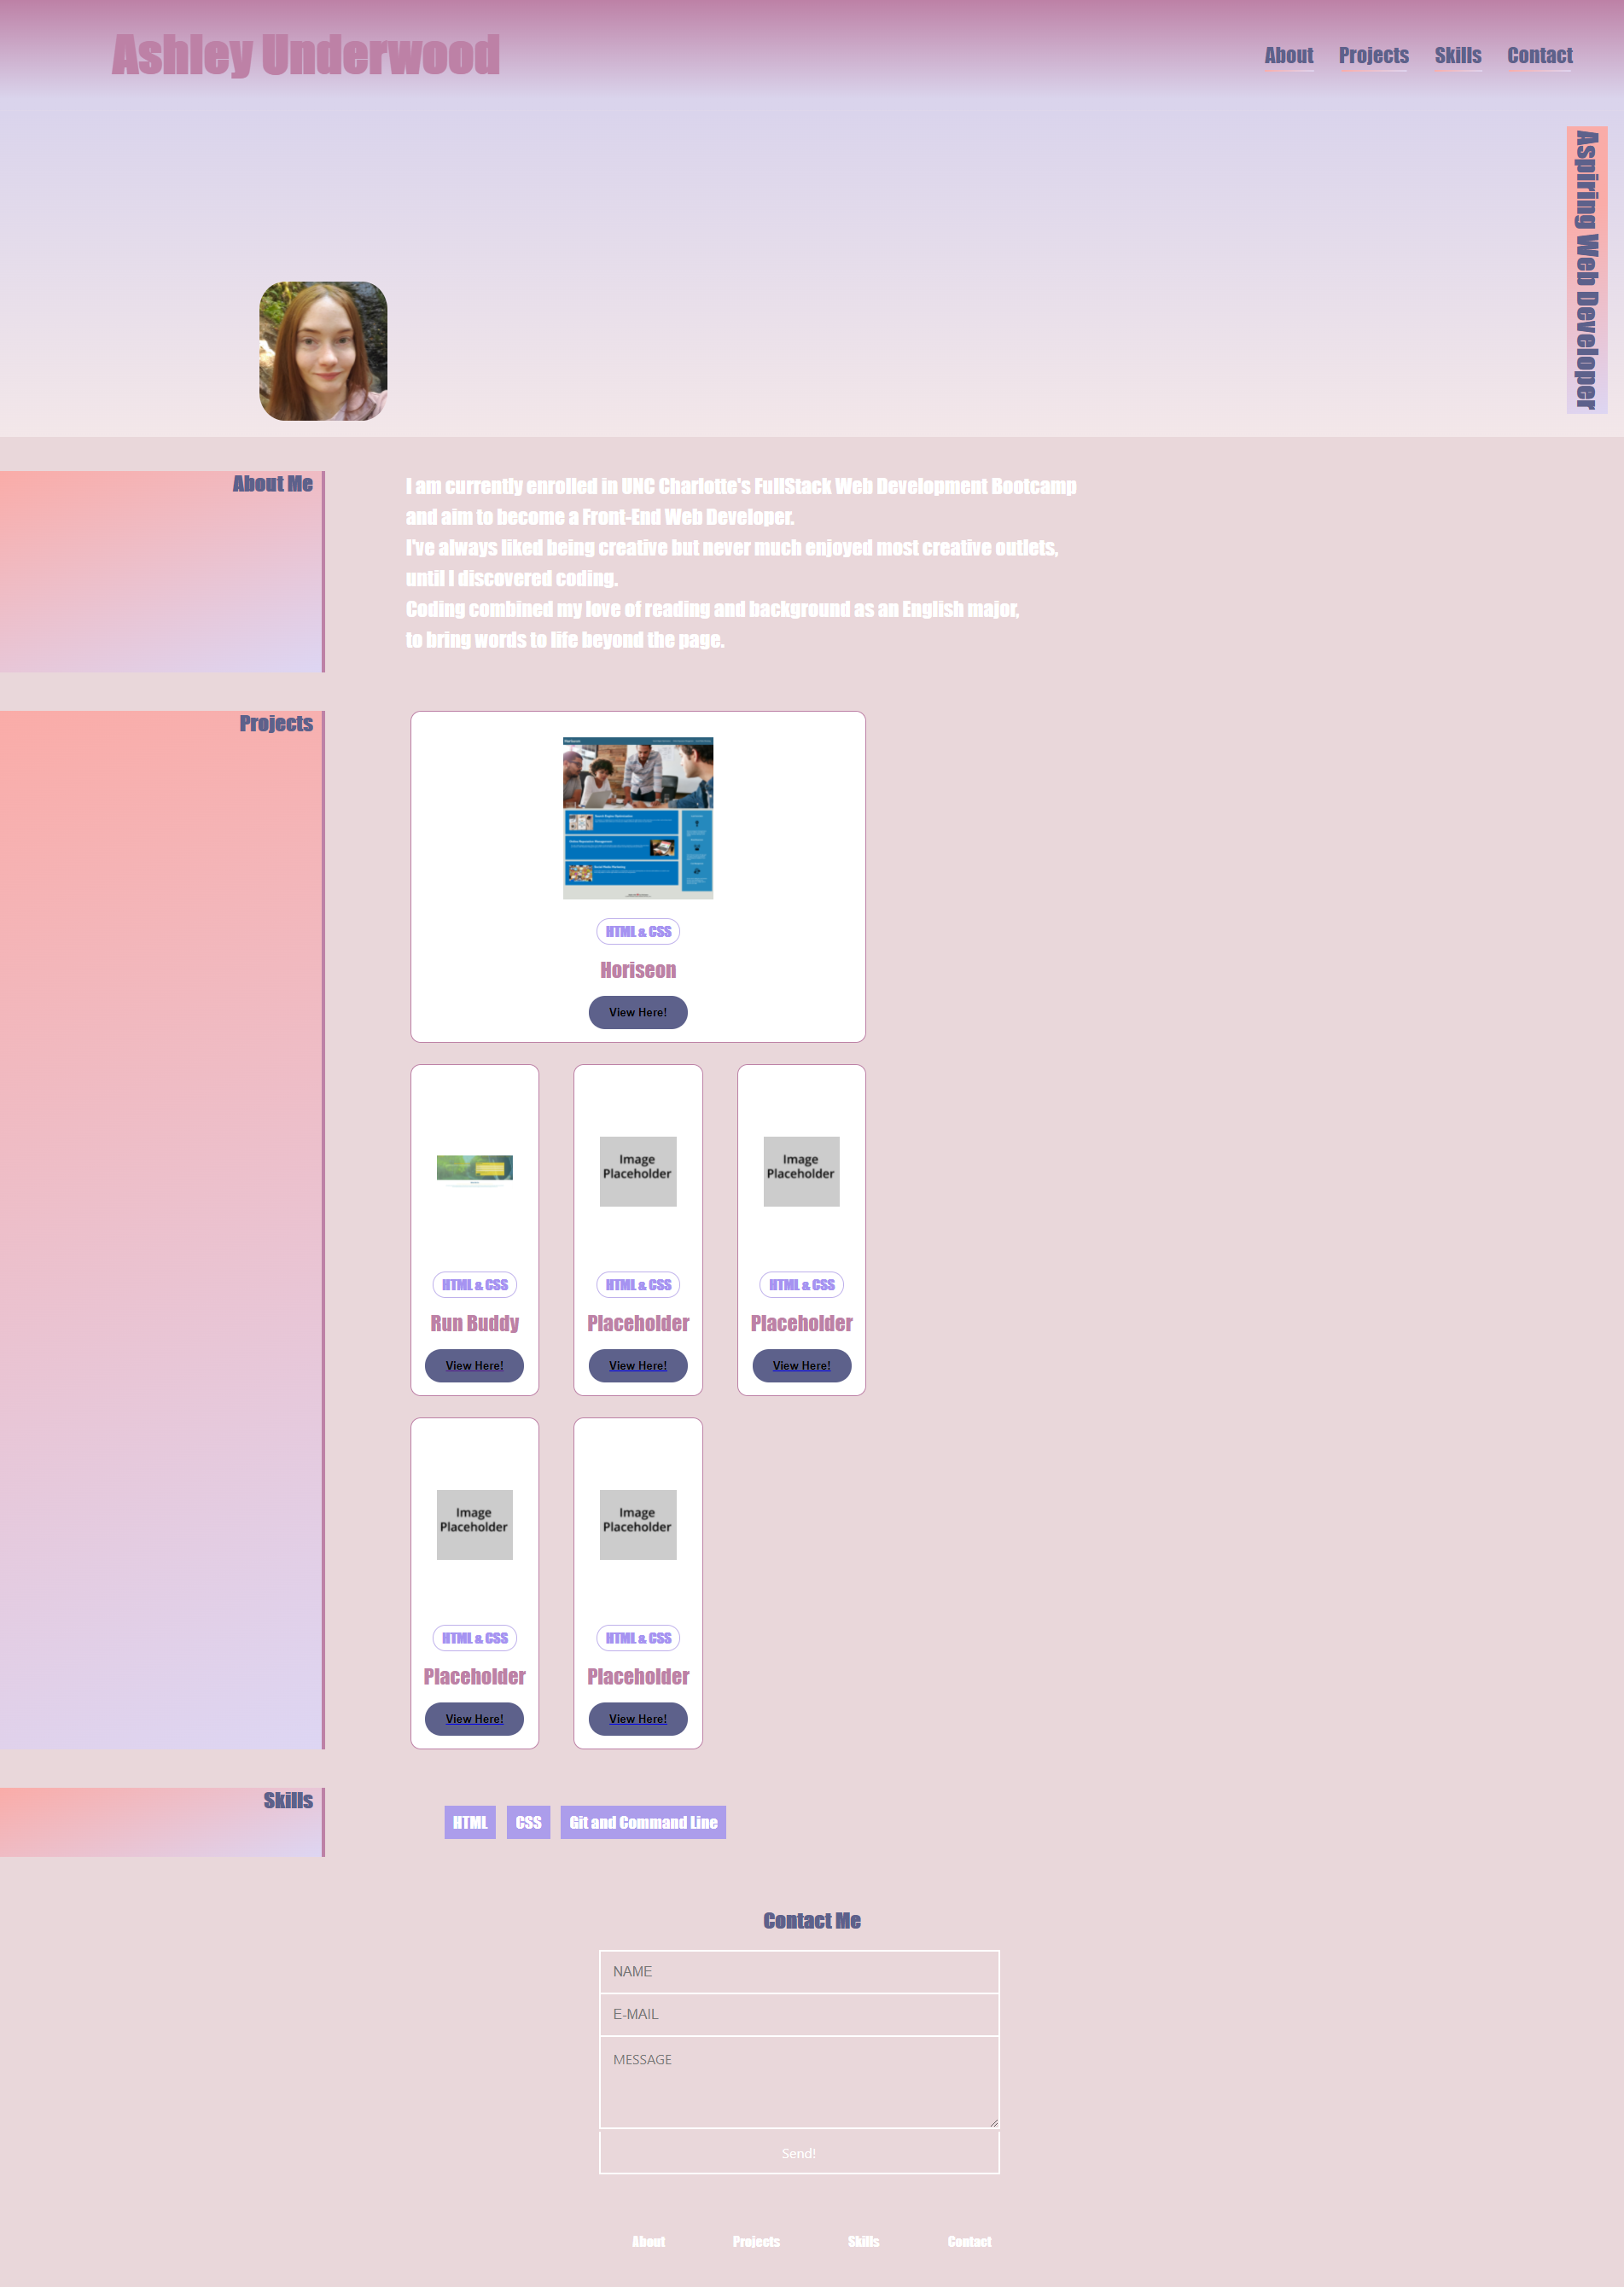 Ashley Underwood
About
Projects
Skills
Contact
Aspiring Web Developer
About Me
I am currently enrolled in UNC Charlotte's FullStack Web Development Bootcamp
and aim to become a Front-End Web Developer.
I've always liked being creative but never much enjoyed most creative outlets,
until I discovered coding.
Coding combined my love of reading and background as an English major,
to bring words to life beyond the page.
Projects
HTML & CSS
Horiseon
View Here!
HTML & CSS
Run Buddy
View Here!
Image
Placeholder
HTML & CSS
Placeholder
View Here!
Image
Placeholder
HTML & CSS
Placeholder
View Here!
Image
Placeholder
HTML & CSS
Placeholder
View Here!
Image
Placeholder
HTML & CSS
Placeholder
View Here!
Skills
HTML
CSS
Git and Command Line
Contact Me
NAME
E-MAIL
MESSAGE
Send!
About
Projects
Skills
Contact